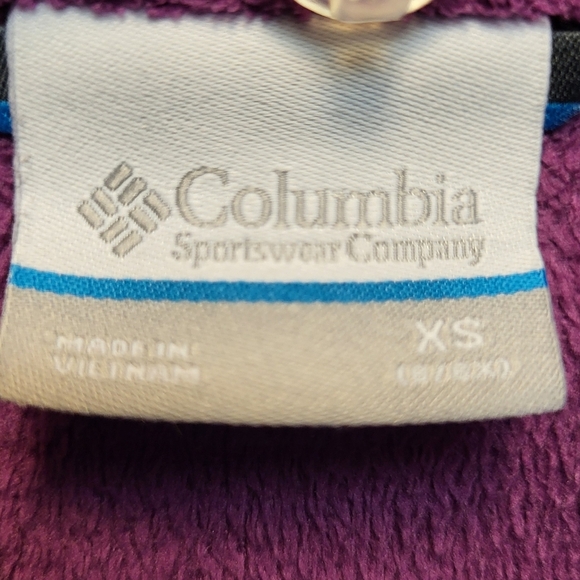 Columbia
Sportswear Company
MADE IN
VIETNAM
XS